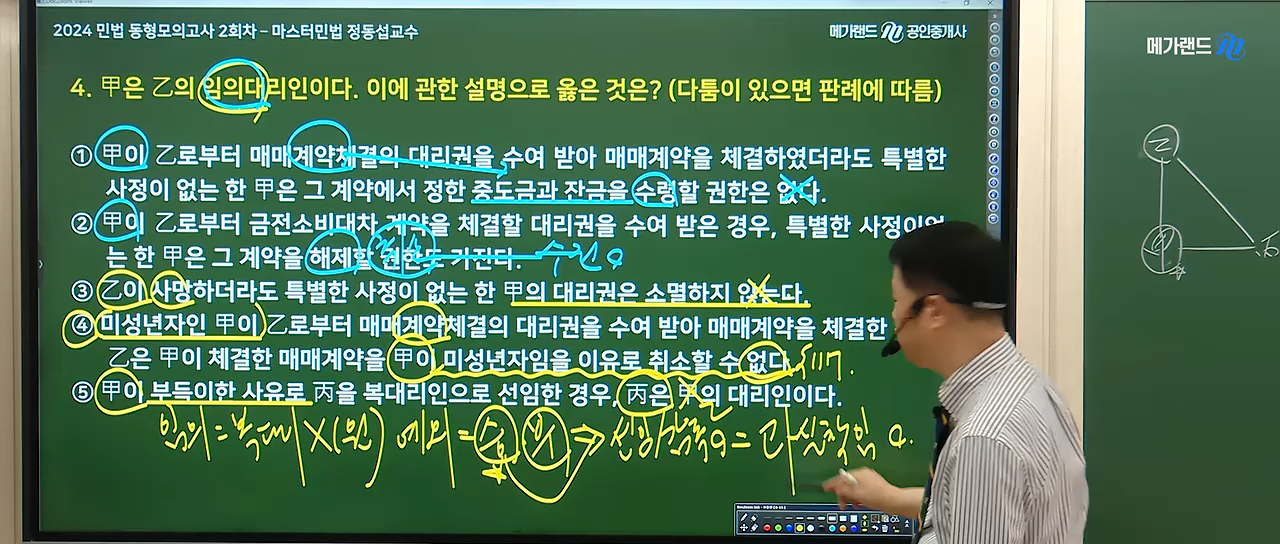 2024 민법 동형모의고사 2회차 – 마스터민법 정동섭교수
메가랜드 공인중개사
메가랜드
4. 甲은 乙의 임의대리인이다. 이에 관한 설명으로 옳은 것은? (다툼이 있으면 판례에 따름)
① 甲이 乙로부터 매매계약체결의 대리권을 수여 받아 매매계약을 체결하였더라도 특별한
사정이 없는 한 甲은 그 계약에서 정한 중도금과 잔금을 수령할 권한은 없다.
② 甲이 乙로부터 금전소비대차 계약을 체결할 대리권을 수여 받은 경우, 특별한 사정이
는 한 甲은 그 계약을 해제할 권한도 가진다.
수권
③ 乙이 사망하더라도 특별한 사정이 없는 한 甲의 대리권은 소멸하지 않는다.
④ 미성년자인 甲이 乙로부터 매매계약체결의 대리권을 수여 받아 매매계약을 체결한
乙은 甲이 체결한 매매계약을 甲이 미성년자임을 이유로 취소할 수 없다.
§117.
⑤ 甲이 부득이한 사유로 丙을 복대리인으로 선임한 경우, 丙은 甲의 대리인이다.
乙
임의=복대 X(원) 예외= ⇒ 선임/감독 =
乙